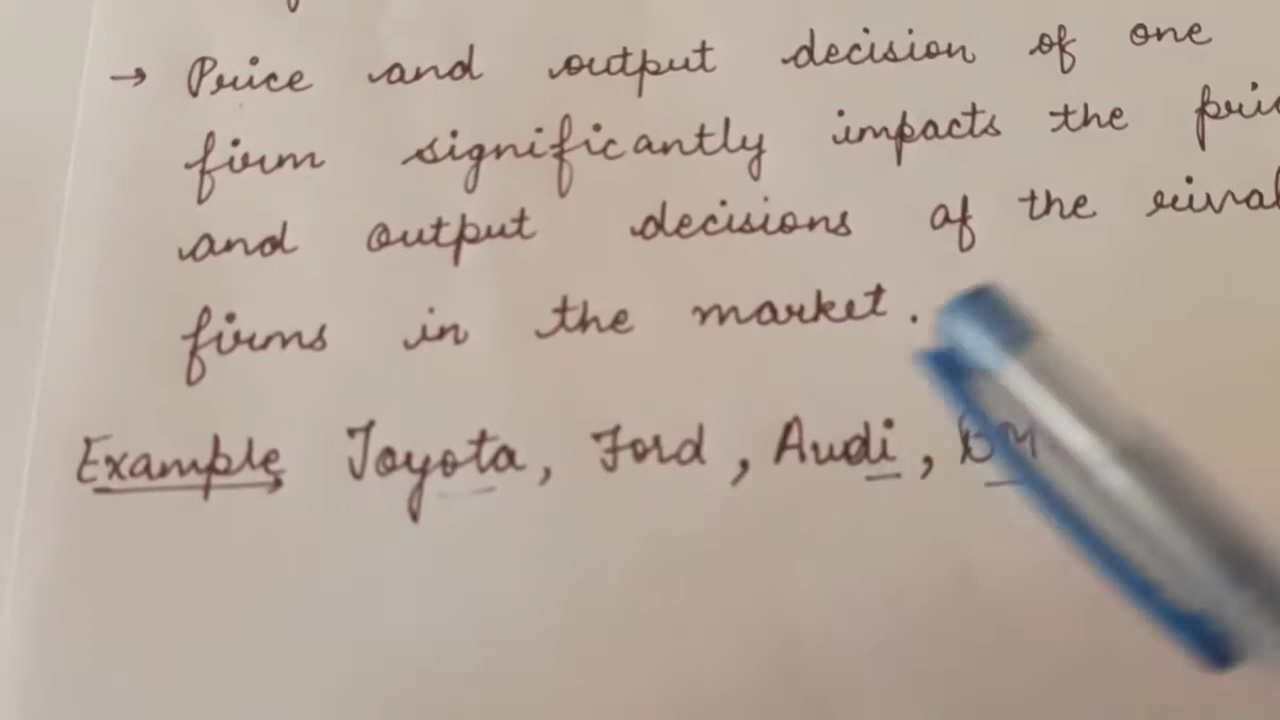 → Price and output decision of one
firm significantly impacts the
and output decisions of the
firms in the market.
Example Toyota, Ford, Audi,